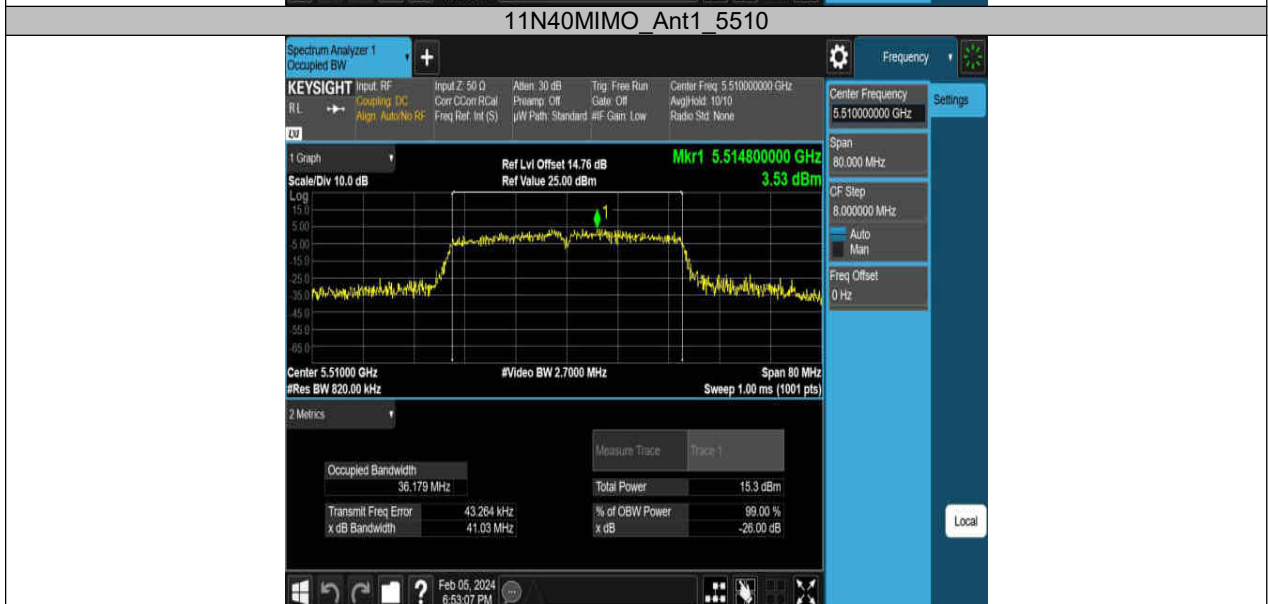 11N40MIMO_Ant1_5510
Spectrum Analyzer 1
Occupied BW
+
Frequency
KEYSIGHT
RL
Input: RF
Coupling: DC
Align: Auto/No RF
Input Z: 50 Ω
Corr CCorr RCal
Freq Ref: Int (S)
Atten: 30 dB
Preamp: Off
µW Path: Standard
Trig: Free Run
Gate: Off
#IF Gain: Low
Center Freq: 5.510000000 GHz
Avg|Hold: 10/10
Radio Std: None
Center Frequency
5.510000000 GHz
Settings
Span
80.000 MHz
CF Step
8.000000 MHz
Auto
Man
Freq Offset
0 Hz
1 Graph
Scale/Div 10.0 dB
Ref Lvl Offset 14.76 dB
Ref Value 25.00 dBm
Mkr1 5.514800000 GHz
3.53 dBm
Log
15.0
5.00
-5.00
-15.0
-25.0
-35.0
-45.0
-55.0
-65.0
1
Center 5.51000 GHz
#Res BW 820.00 kHz
#Video BW 2.7000 MHz
Span 80 MHz
Sweep 1.00 ms (1001 pts)
2 Metrics
Measure Trace Trace 1
Occupied Bandwidth
36.179 MHz
Total Power 15.3 dBm
Transmit Freq Error 43.264 kHz
% of OBW Power 99.00 %
x dB Bandwidth 41.03 MHz
x dB -26.00 dB
Local
?
Feb 05, 2024
6:53:07 PM